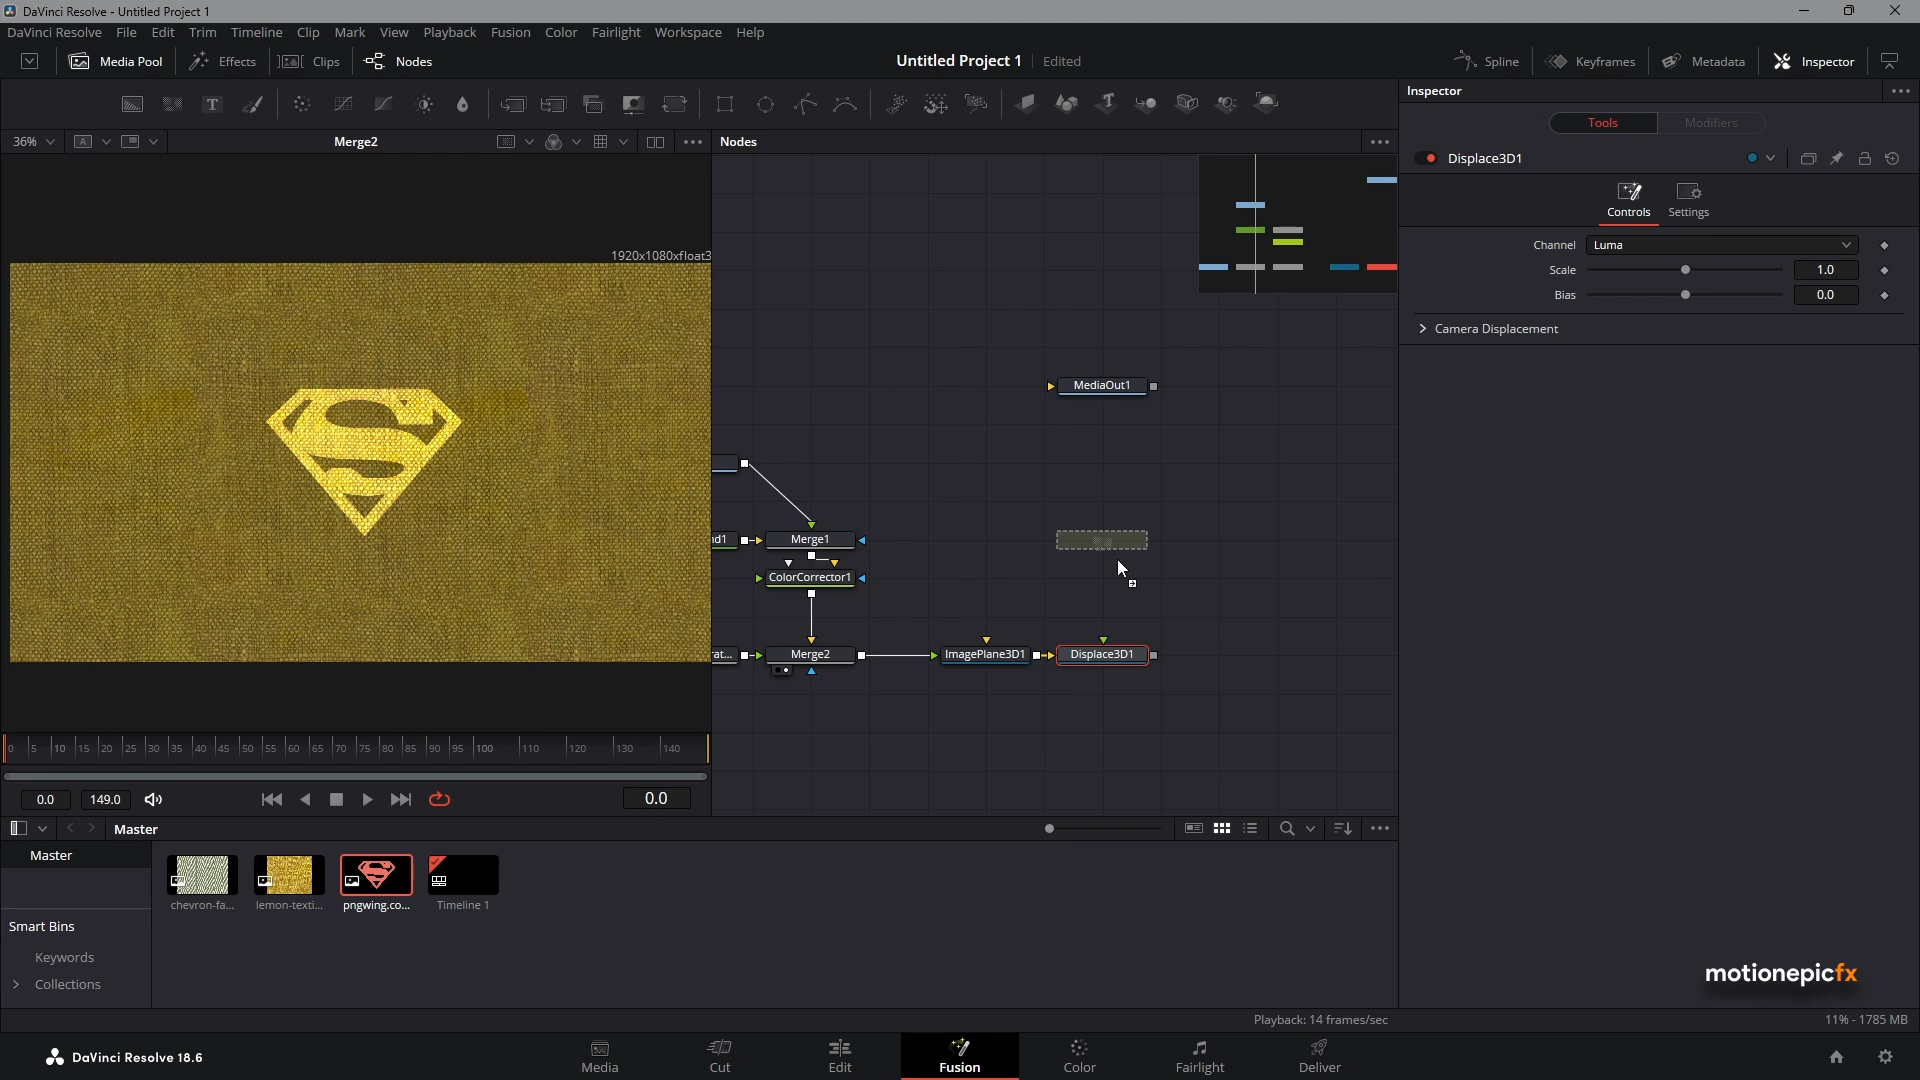 DaVinci Resolve - Untitled Project 1
DaVinci Resolve File Edit Trim Timeline Clip Mark View Playback Fusion Color Fairlight Workspace Help
Media Pool Effects Clips Nodes Untitled Project 1 Edited Spline Keyframes Metadata Inspector
Inspector
Tools Modifiers
36% A Merge2 Nodes
Displace3D1
Controls Settings
Channel Luma
Scale 1.0
Bias 0.0
Camera Displacement
1920x1080xfloat3
MediaOut1
d1 Merge1
ColorCorrector1
rat... Merge2 ImagePlane3D1 Displace3D1
0 5 10 15 20 25 30 35 40 45 50 55 60 65 70 75 80 85 90 95 100 110 120 130 140
0.0 149.0 0.0
Master
Master
chevron-fa... lemon-texti... pngwing.co... Timeline 1
Smart Bins
Keywords
Collections
motionepicfx
Playback: 14 frames/sec 11% - 1785 MB
DaVinci Resolve 18.6 Media Cut Edit Fusion Color Fairlight Deliver